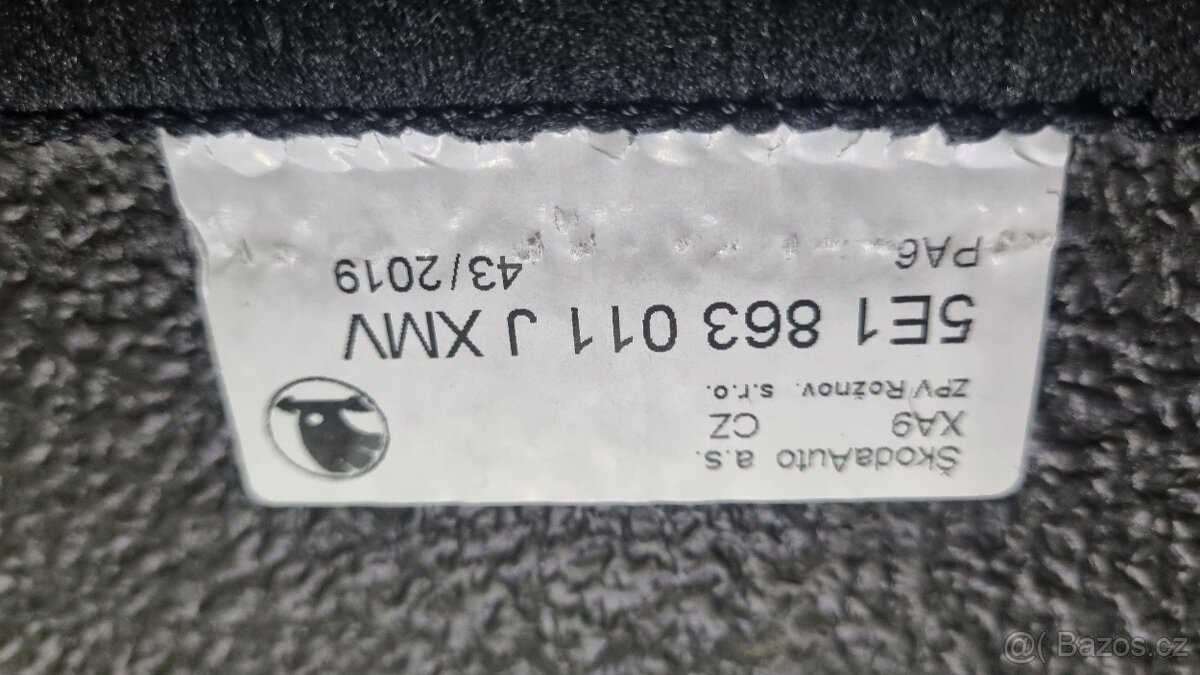 ŠkodaAuto a.s.
XA9 CZ
ZPV Rožnov, s.r.o.
5E1 863 011 J XMV
PA6 43/2019
@( Bazos.cz